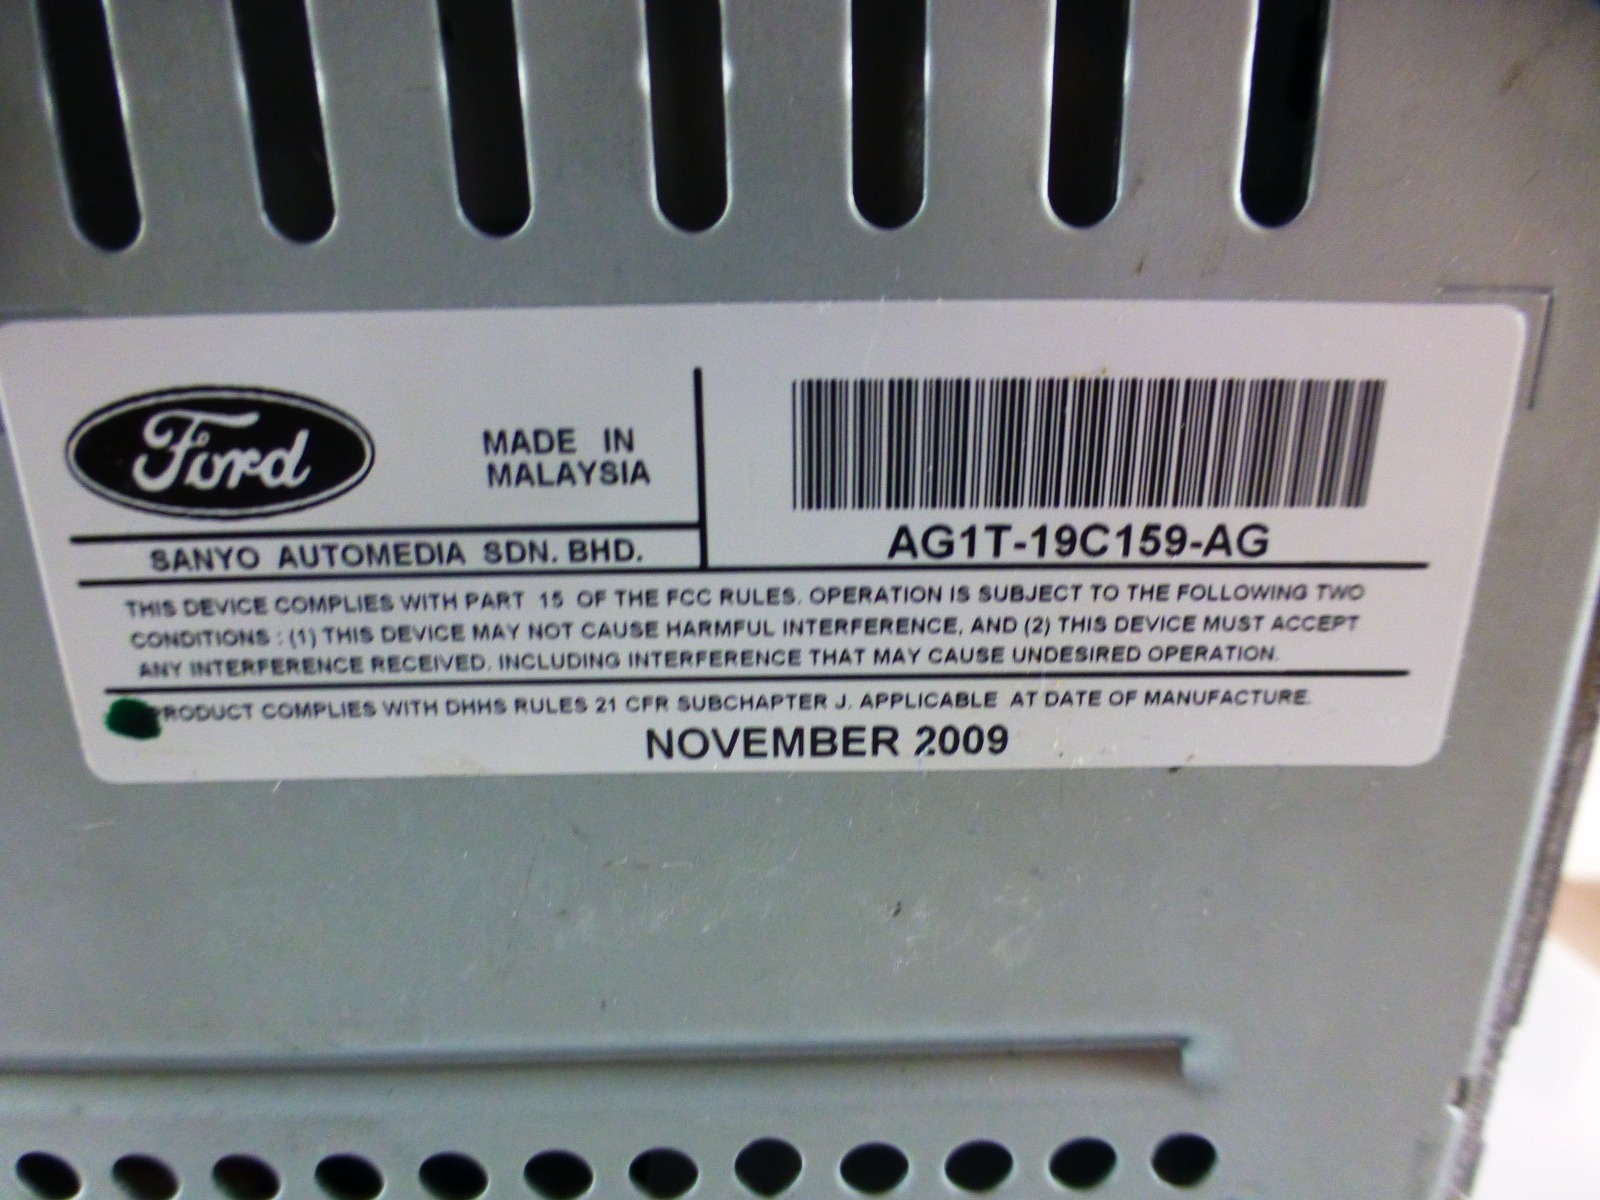 Ford
MADE IN
MALAYSIA
SANYO AUTOMEDIA SDN. BHD.
AG1T-19C159-AG
THIS DEVICE COMPLIES WITH PART 15 OF THE FCC RULES. OPERATION IS SUBJECT TO THE FOLLOWING TWO
CONDITIONS : (1) THIS DEVICE MAY NOT CAUSE HARMFUL INTERFERENCE, AND (2) THIS DEVICE MUST ACCEPT
ANY INTERFERENCE RECEIVED, INCLUDING INTERFERENCE THAT MAY CAUSE UNDESIRED OPERATION.
PRODUCT COMPLIES WITH DHHS RULES 21 CFR SUBCHAPTER J, APPLICABLE AT DATE OF MANUFACTURE.
NOVEMBER 2009